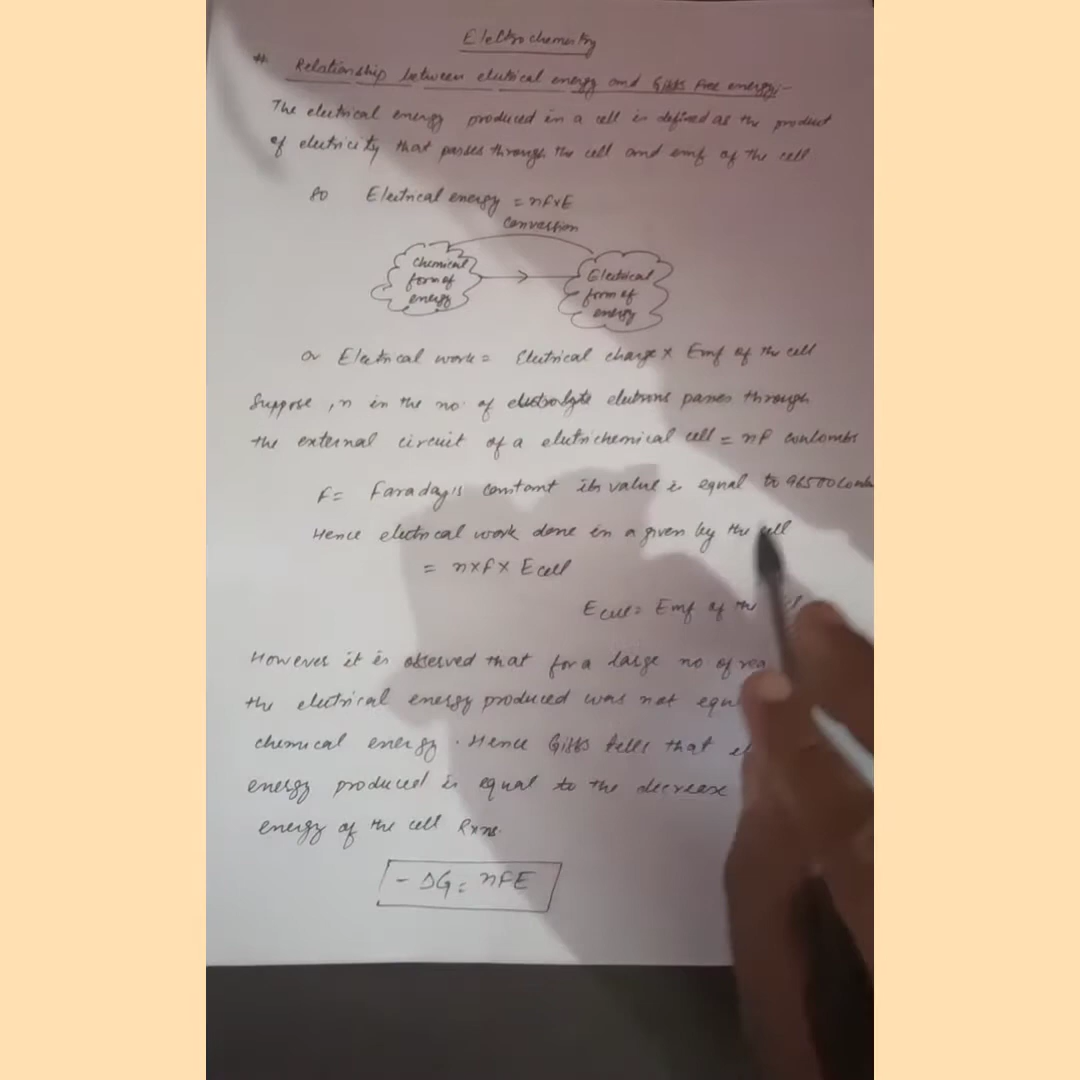 Electrochemistry
# Relationship between electrical energy and Gibbs Free energy:-
The electrical energy produced in a cell is defined as the product
of electricity that passes through the cell and emf of the cell
so Electrical energy = nF×E
Convertion
Chemical
form of
energy
Electrical
form of
energy
or Electrical work = Electrical charge × Emf of the cell
Suppose, n in the no. of electrons passes through
the external circuit of a eletrichemical cell = nF coulombs
F = Faraday is constant its value is equal to 96500
Hence electrical work done in a given by the cell
= n×F× Ecell
Ecell = Emf of the
However it is observed that for a large no of
the electrical energy produced was not
chemical energy. Hence Gibbs tells that
energy produced is equal to the decrease
energy of the cell Rxns.
- ΔG = nFE